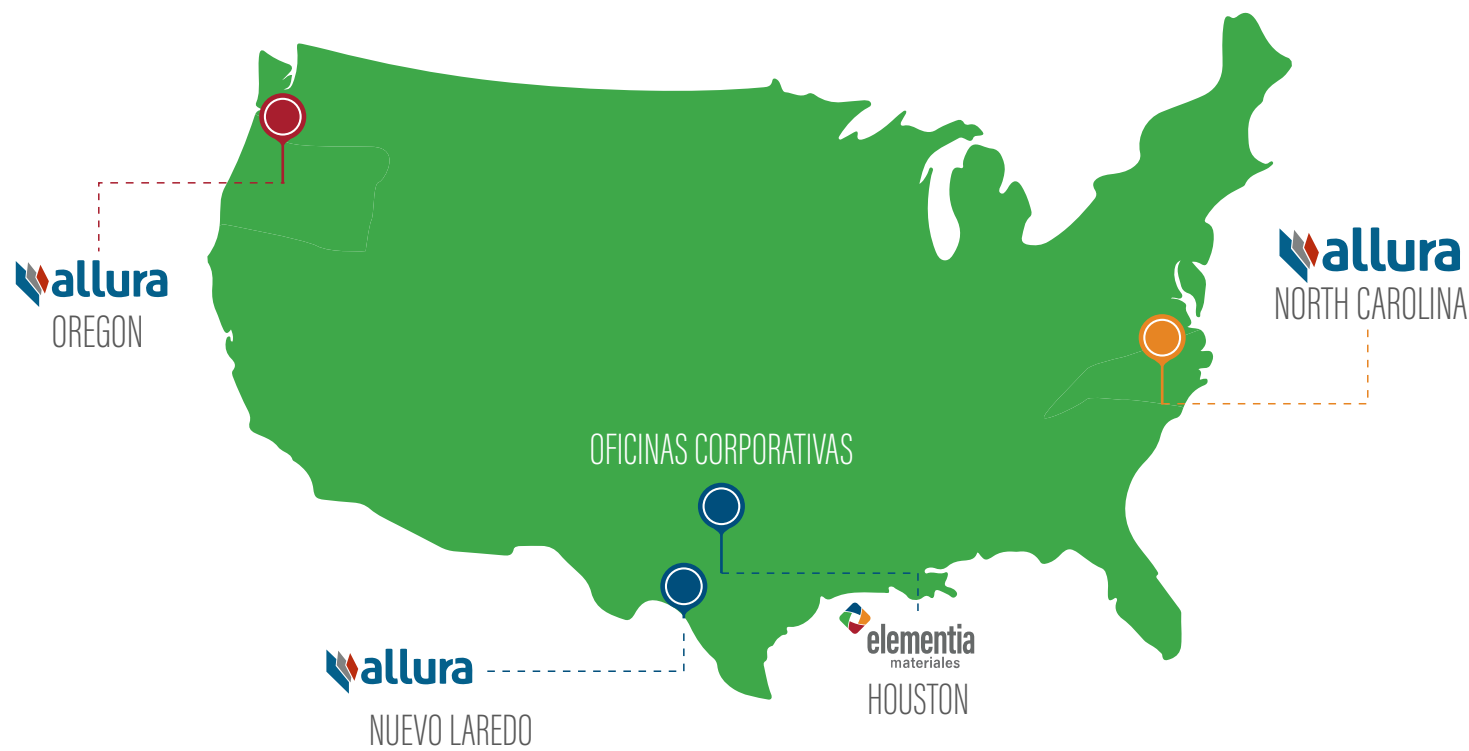 allura
OREGON
allura
NORTH CAROLINA
OFICINAS CORPORATIVAS
elementia
materiales
HOUSTON
allura
NUEVO LAREDO